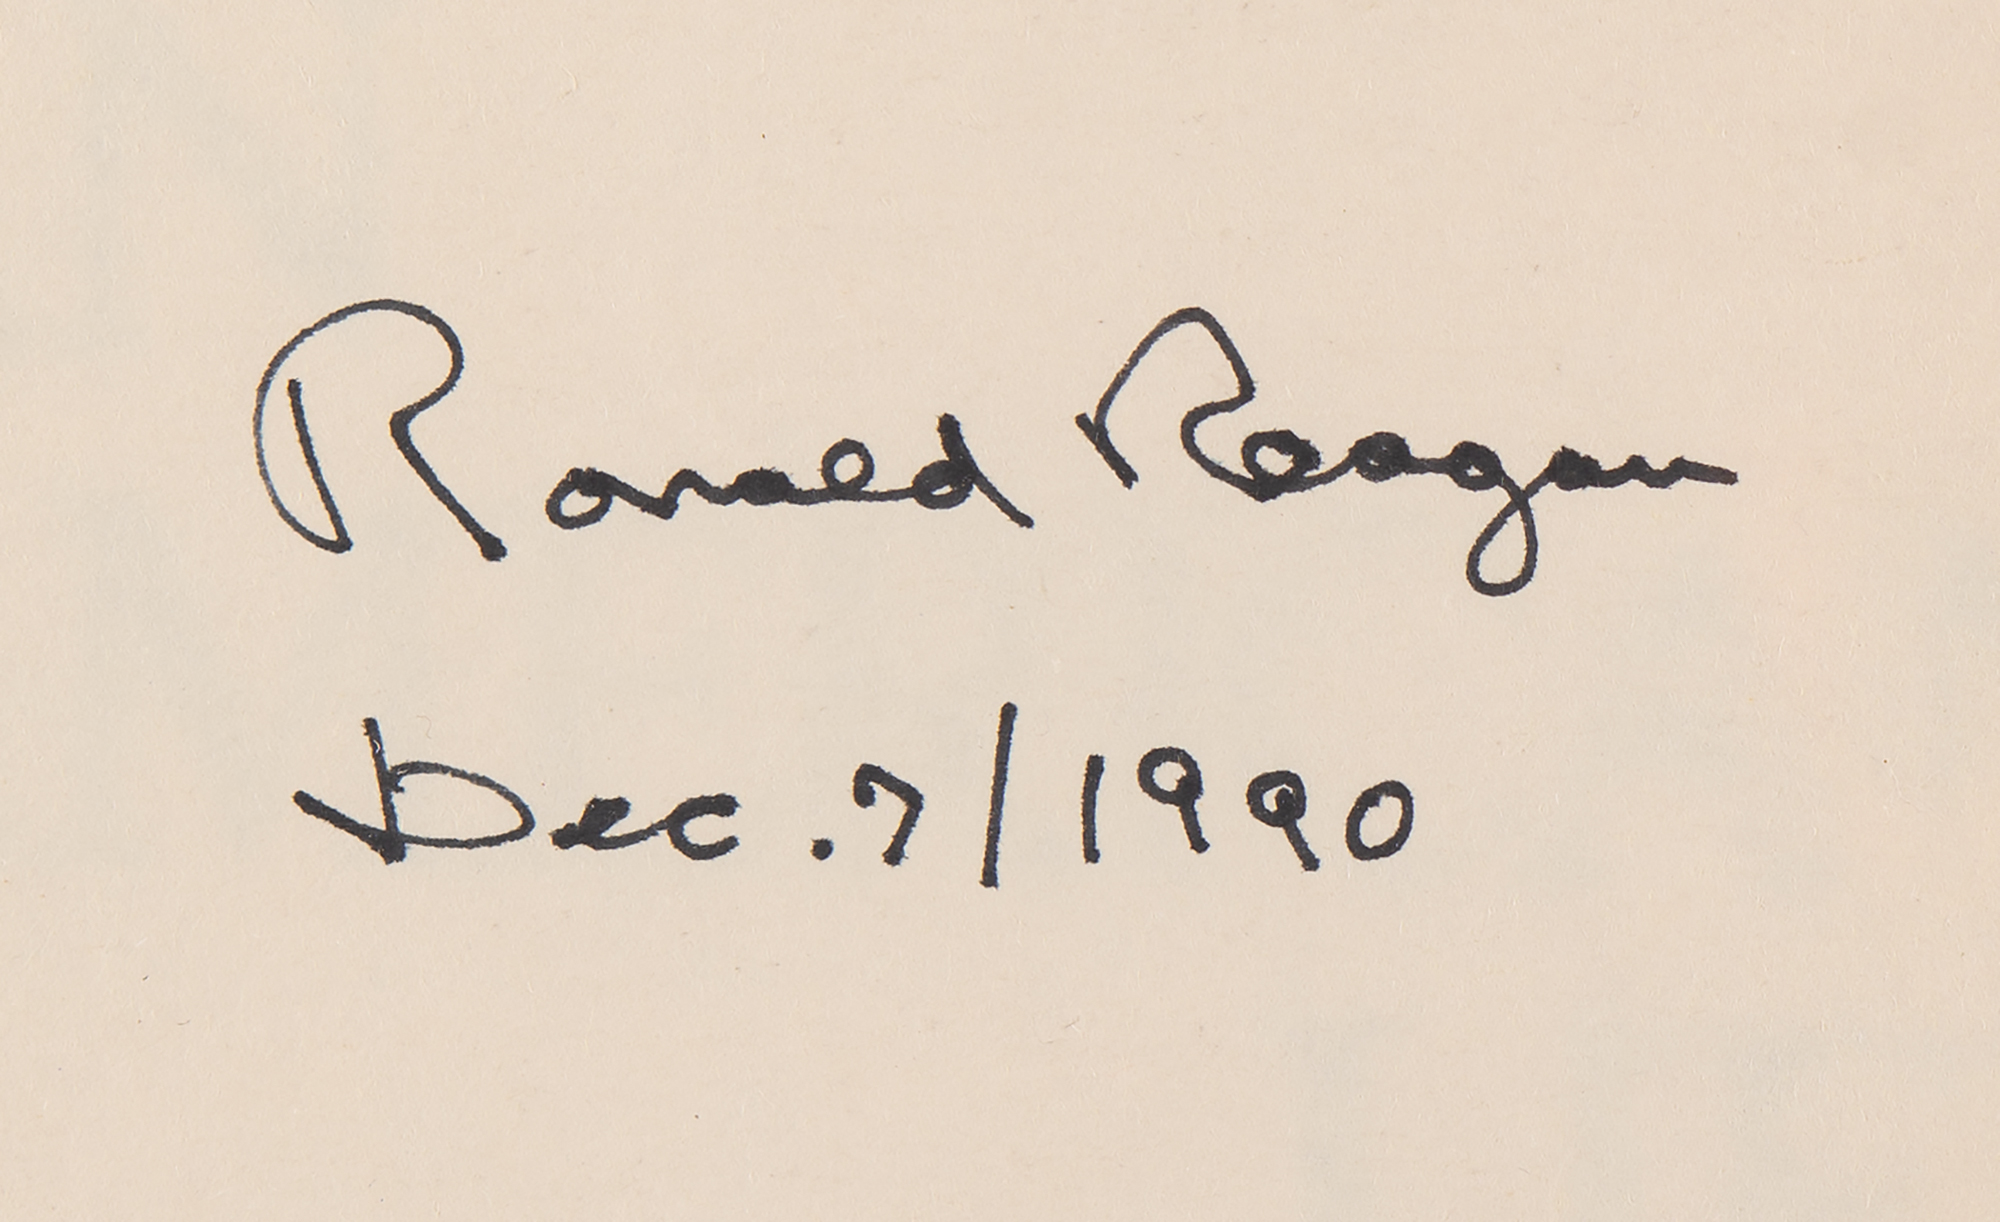 Ronald Reagan
Dec. 7/1990